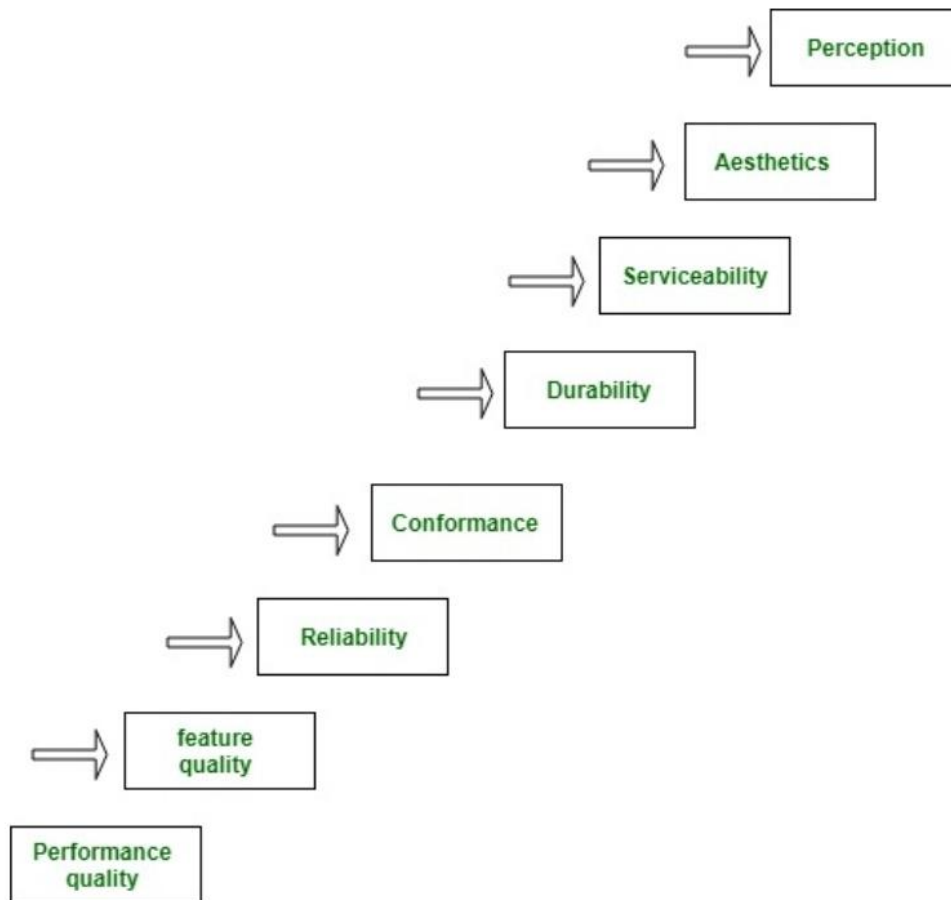 Perception
Aesthetics
Serviceability
Durability
Conformance
Reliability
feature
quality
Performance
quality